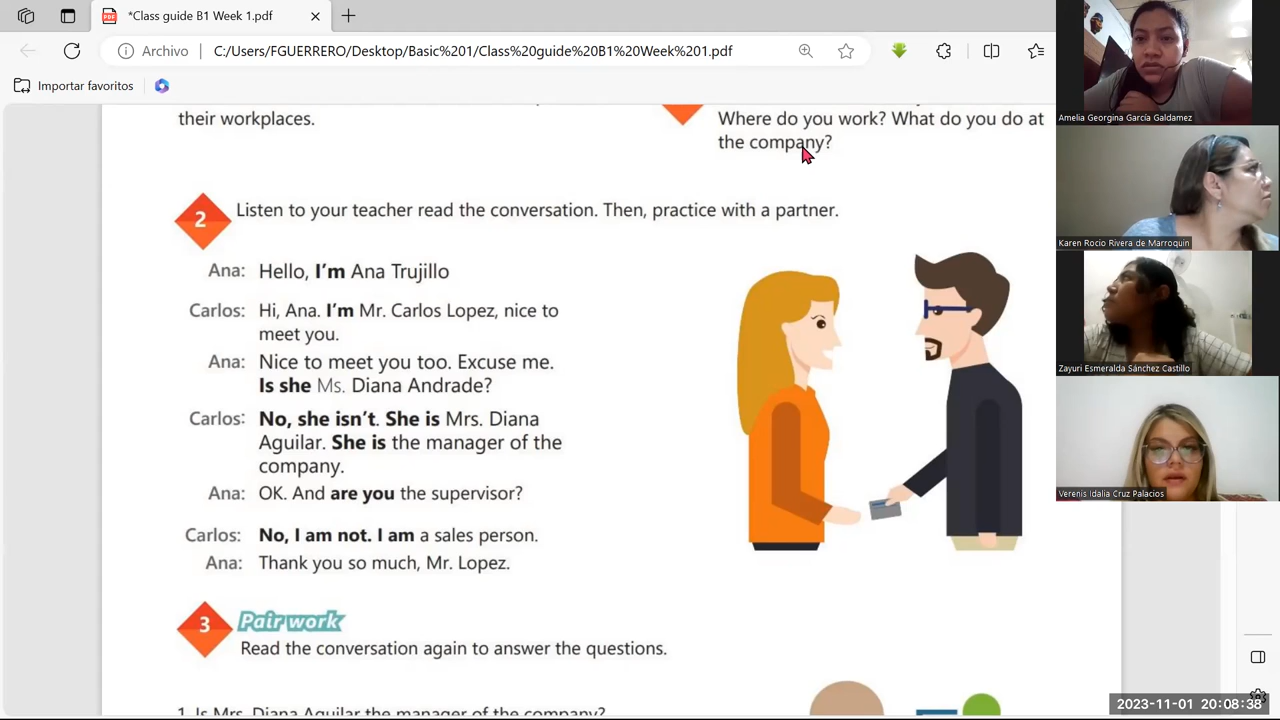 *Class guide B1 Week 1.pdf
Archivo
C:/Users/FGUERRERO/Desktop/Basic%201/Class%20guide%20B1%20Week%201.pdf
Importar favoritos
their workplaces.
Where do you work? What do you do at
the company?
2
Listen to your teacher read the conversation. Then, practice with a partner.
Ana: Hello, I'm Ana Trujillo
Carlos: Hi, Ana. I'm Mr. Carlos Lopez, nice to
meet you.
Ana: Nice to meet you too. Excuse me.
Is she Ms. Diana Andrade?
Carlos: No, she isn't. She is Mrs. Diana
Aguilar. She is the manager of the
company.
Ana: OK. And are you the supervisor?
Carlos: No, I am not. I am a sales person.
Ana: Thank you so much, Mr. Lopez.
3
Pair work
Read the conversation again to answer the questions.
1. Is Mrs. Diana Aguilar the manager of the company?
Amelia Georgina García Galdamez
Karen Rocio Rivera de Marroquin
Zayuri Esmeralda Sánchez Castillo
Verenis Idalia Cruz Palacios
2023-11-01 20:08:38